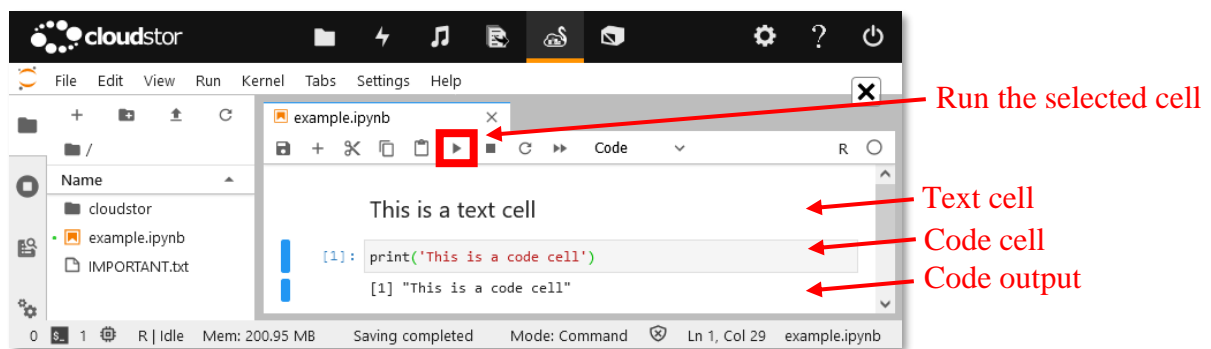 cloudstor
?
File Edit View Run Kernel Tabs Settings Help
example.ipynb
Run the selected cell
/
Code
R
Name
cloudstor
example.ipynb
IMPORTANT.txt
This is a text cell
Text cell
[1]: print('This is a code cell')
Code cell
[1] "This is a code cell"
Code output
0 $_ 1 R | Idle Mem: 200.95 MB Saving completed Mode: Command Ln 1, Col 29 example.ipynb